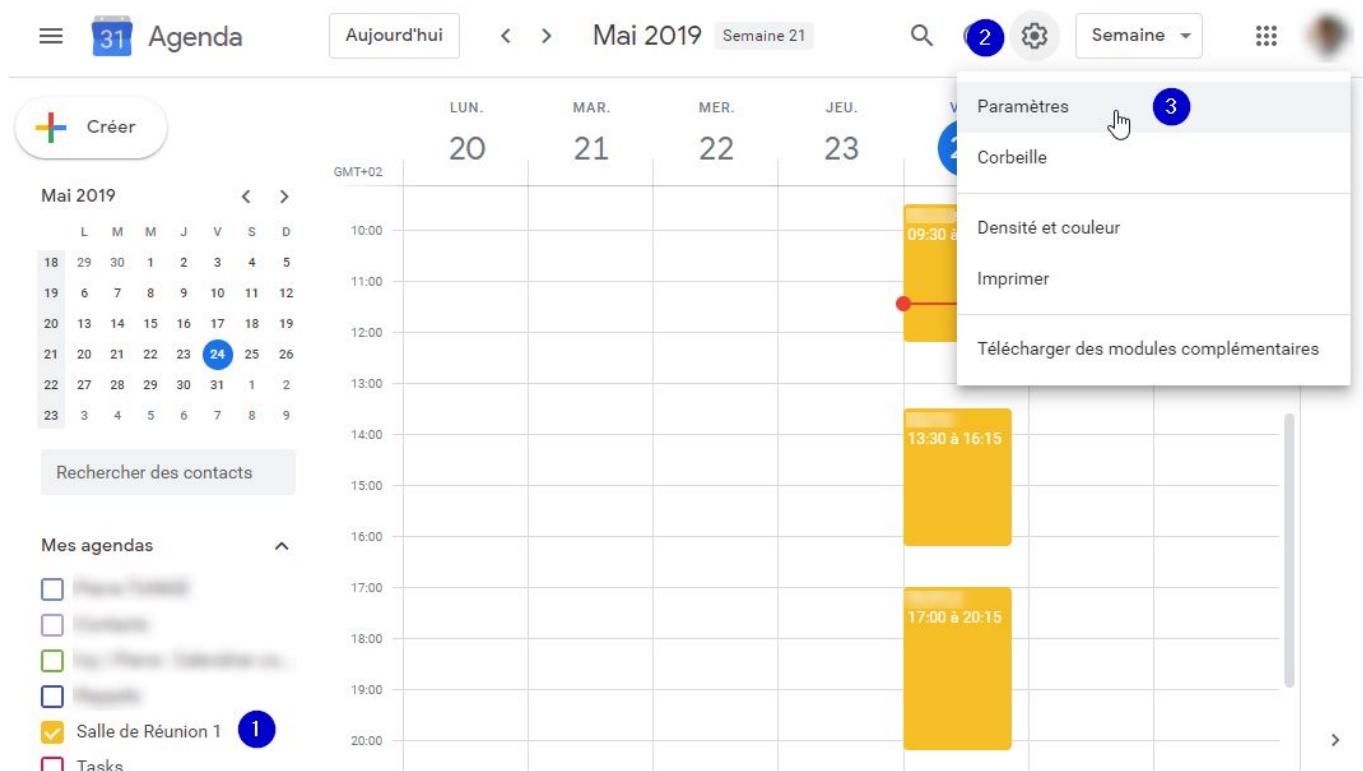 31 Agenda Aujourd'hui < > Mai 2019 Semaine 21 2 Semaine
Créer
LUN. MAR. MER. JEU. V
20 21 22 23 2
GMT+02
Paramètres 3
Corbeille
Densité et couleur
Imprimer
Télécharger des modules complémentaires
Mai 2019 < >
L M M J V S D
18 29 30 1 2 3 4 5
19 6 7 8 9 10 11 12
20 13 14 15 16 17 18 19
21 20 21 22 23 24 25 26
22 27 28 29 30 31 1 2
23 3 4 5 6 7 8 9
Rechercher des contacts
Mes agendas
Salle de Réunion 1 1
Tasks
10:00
09:30 à
11:00
12:00
13:00
14:00
13:30 à 16:15
15:00
16:00
17:00
17:00 à 20:15
18:00
19:00
20:00